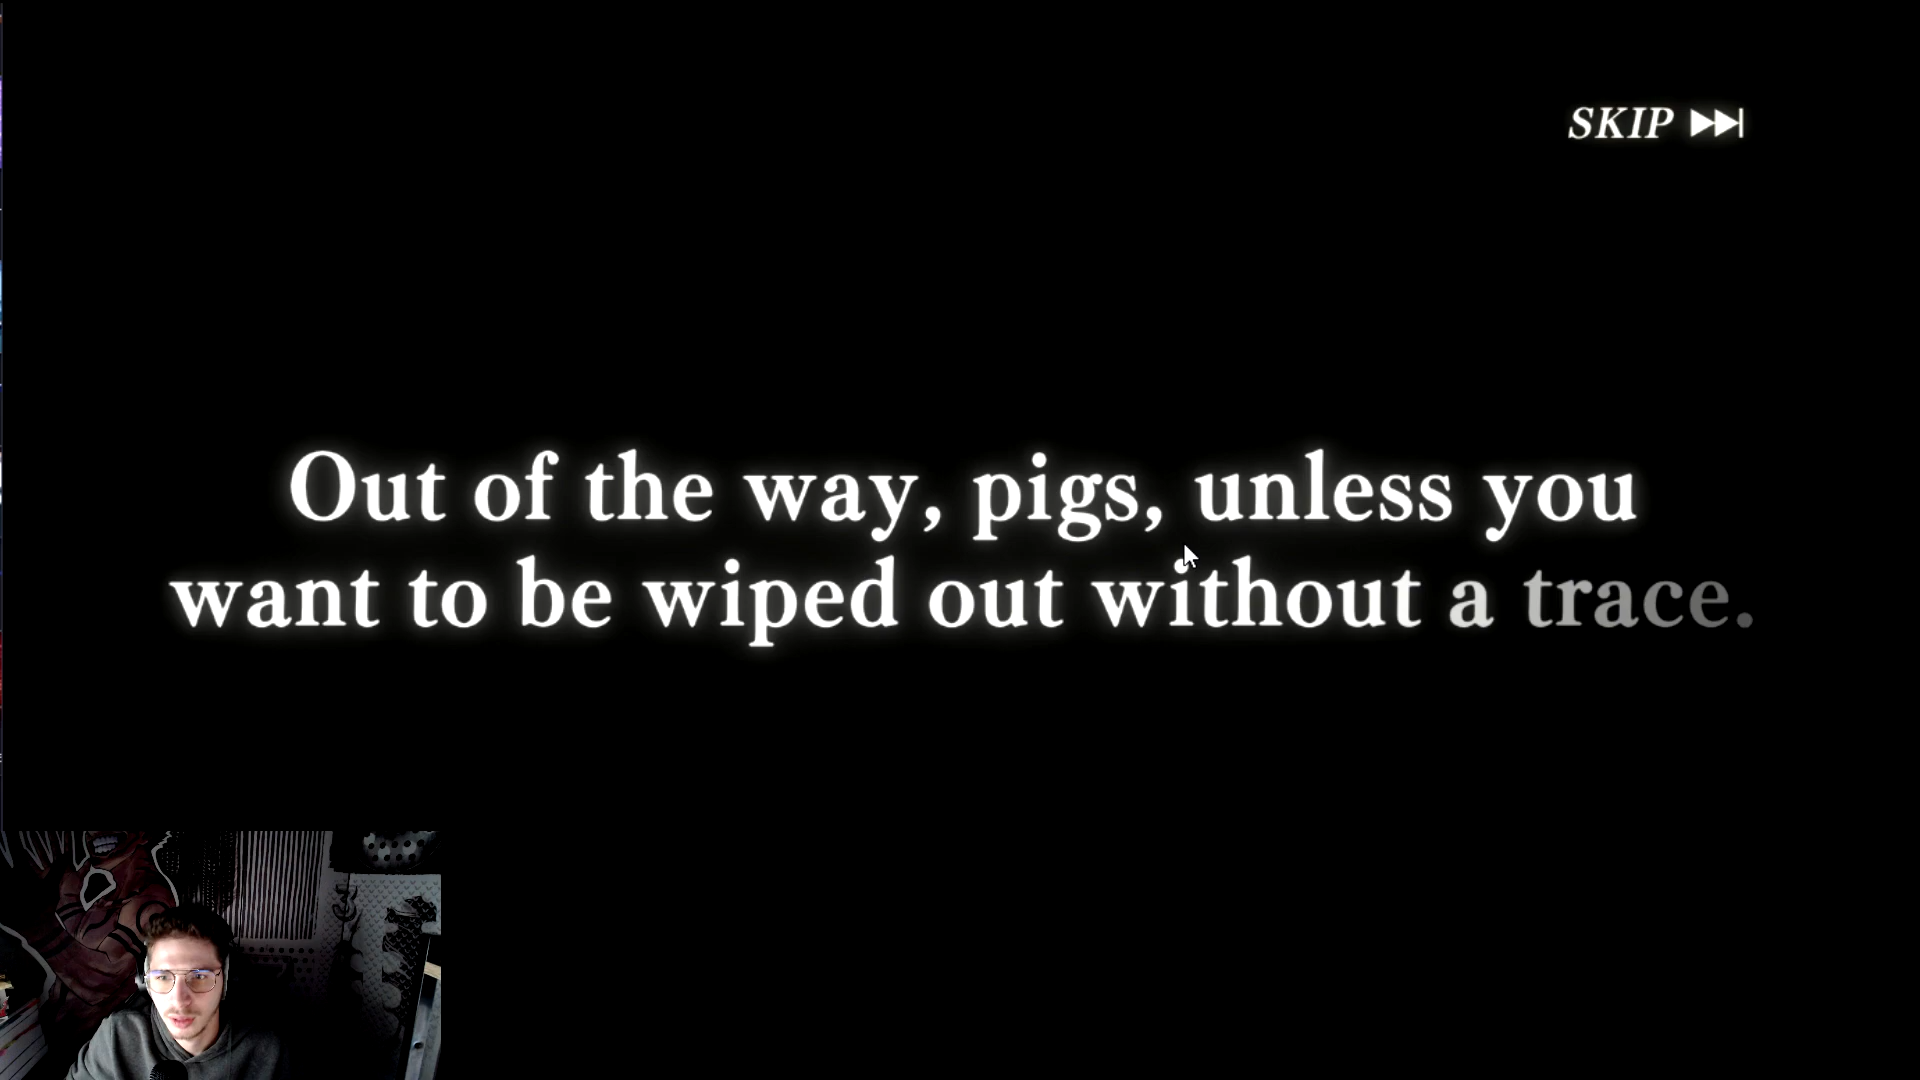 SKIP
Out of the way, pigs, unless you
want to be wiped out without a trace.